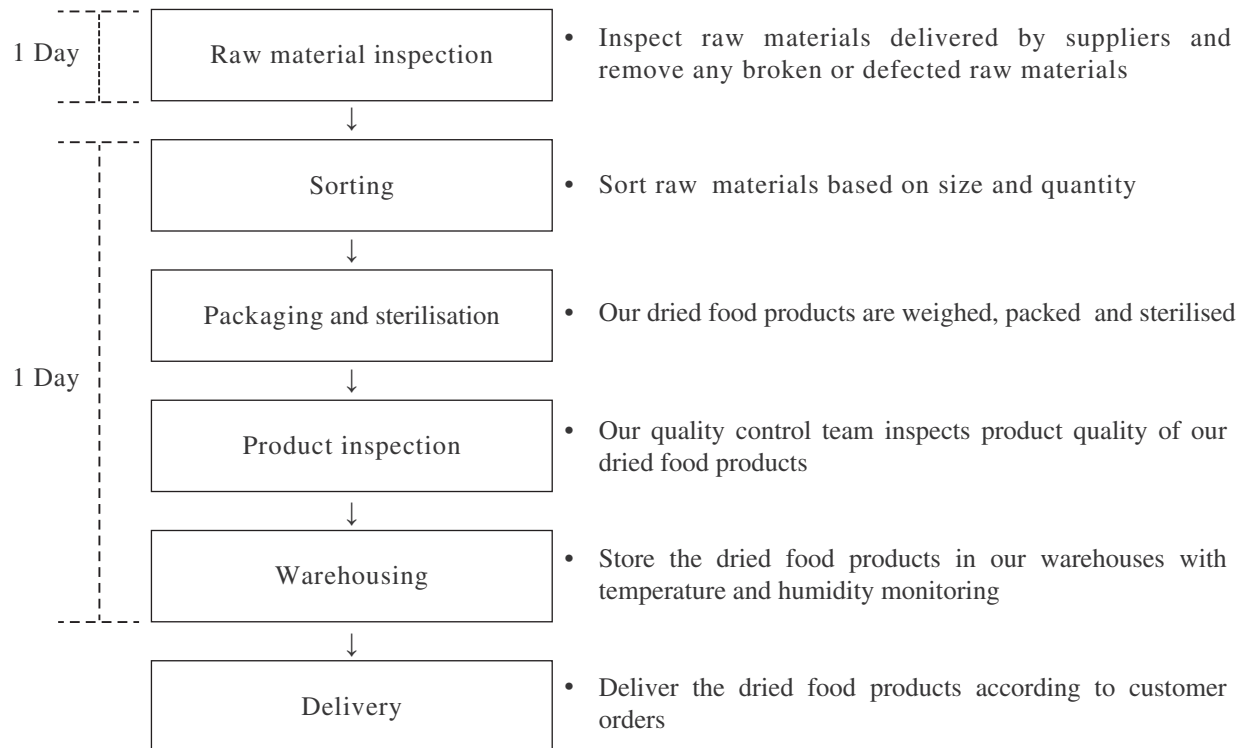 1 Day
Raw material inspection
• Inspect raw materials delivered by suppliers and
remove any broken or defected raw materials
↓
Sorting
• Sort raw materials based on size and quantity
↓
Packaging and sterilisation
• Our dried food products are weighed, packed and sterilised
↓
1 Day
Product inspection
• Our quality control team inspects product quality of our
dried food products
↓
Warehousing
• Store the dried food products in our warehouses with
temperature and humidity monitoring
↓
Delivery
• Deliver the dried food products according to customer
orders